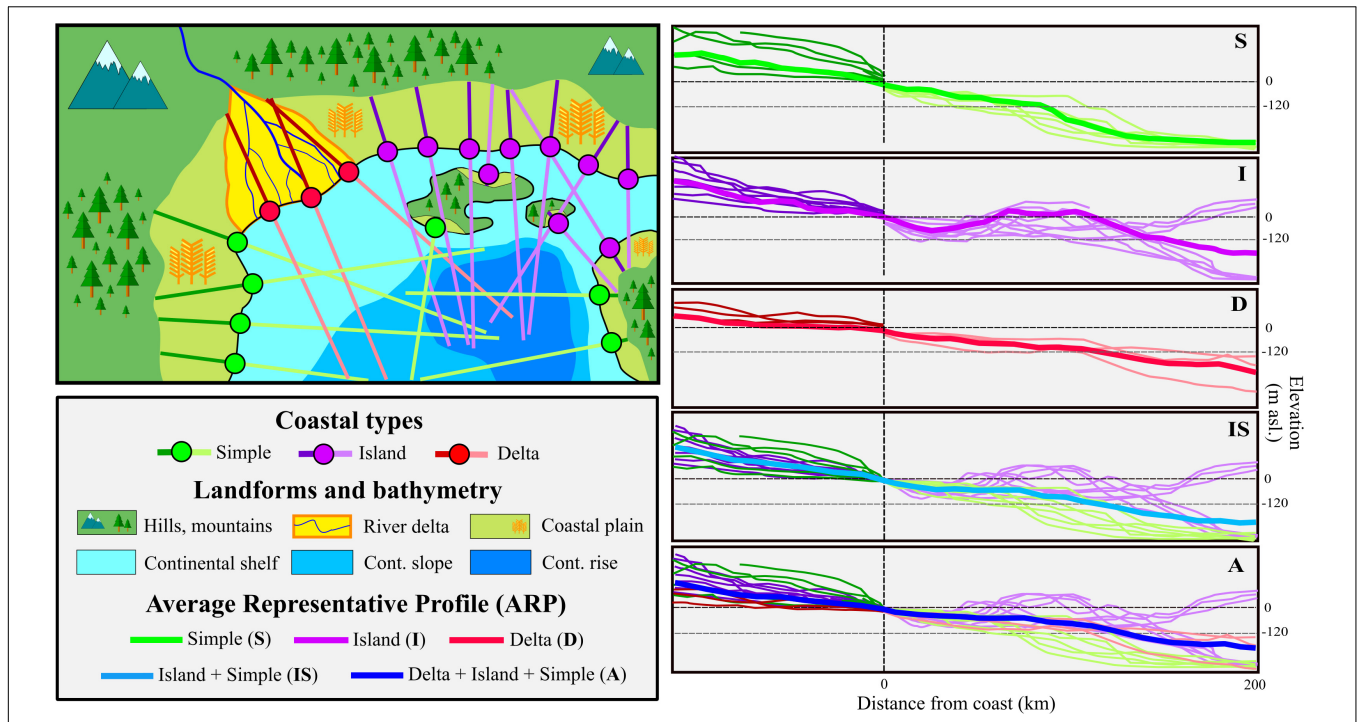 Coastal types
Simple Island Delta
Landforms and bathymetry
Hills, mountains River delta Coastal plain
Continental shelf Cont. slope Cont. rise
Average Representative Profile (ARP)
Simple (S) Island (I) Delta (D)
Island + Simple (IS) Delta + Island + Simple (A)
S
0
-120
I
0
-120
D
0
-120
Elevation
(m asl.)
IS
0
-120
A
0
-120
0 200
Distance from coast (km)